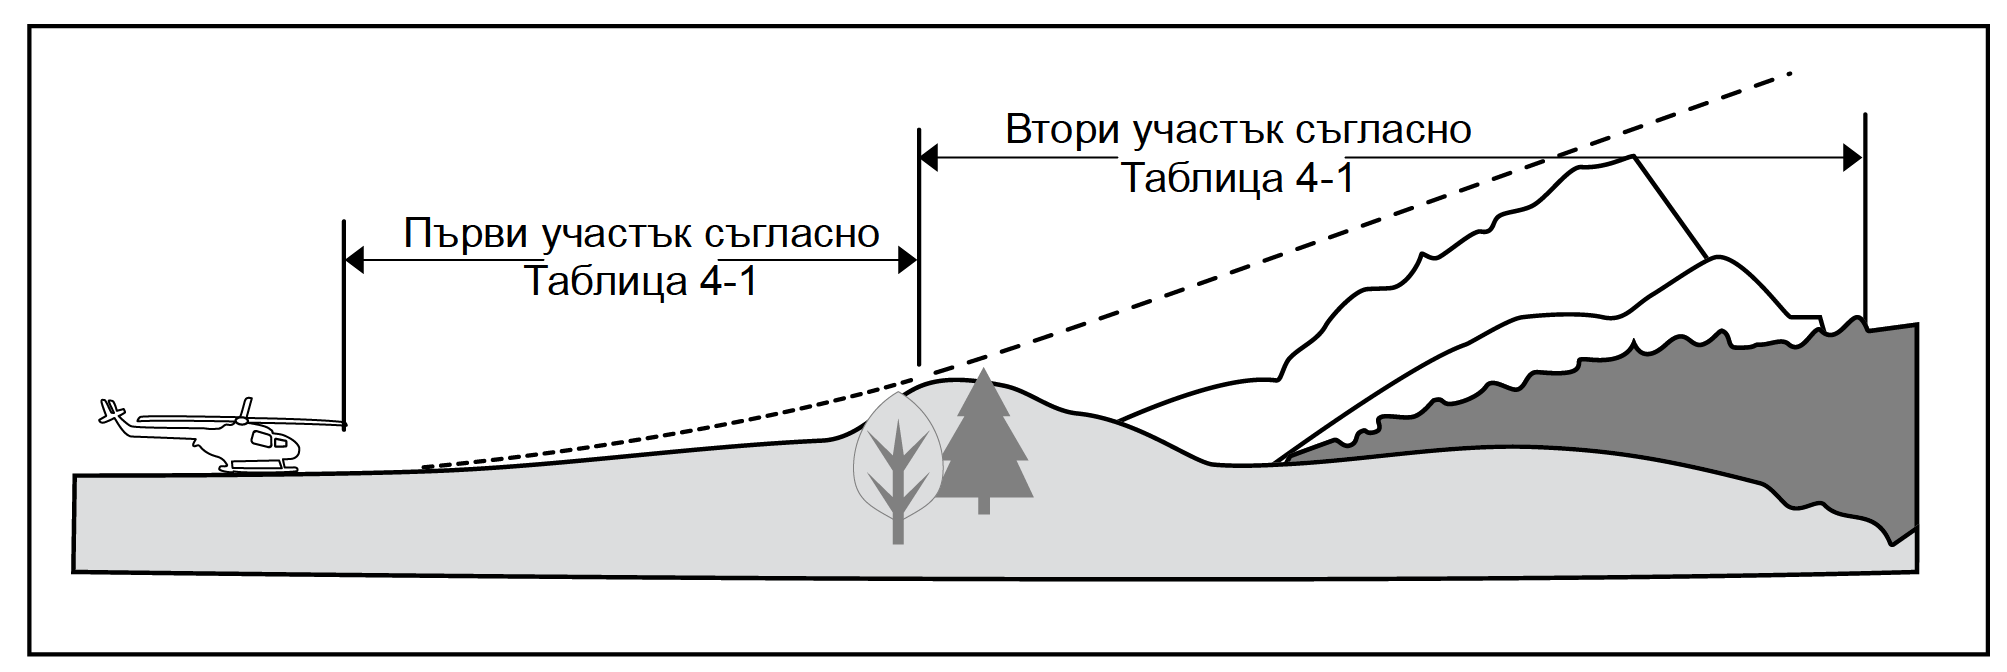 Втори участък съгласно
Таблица 4-1
Първи участък съгласно
Таблица 4-1